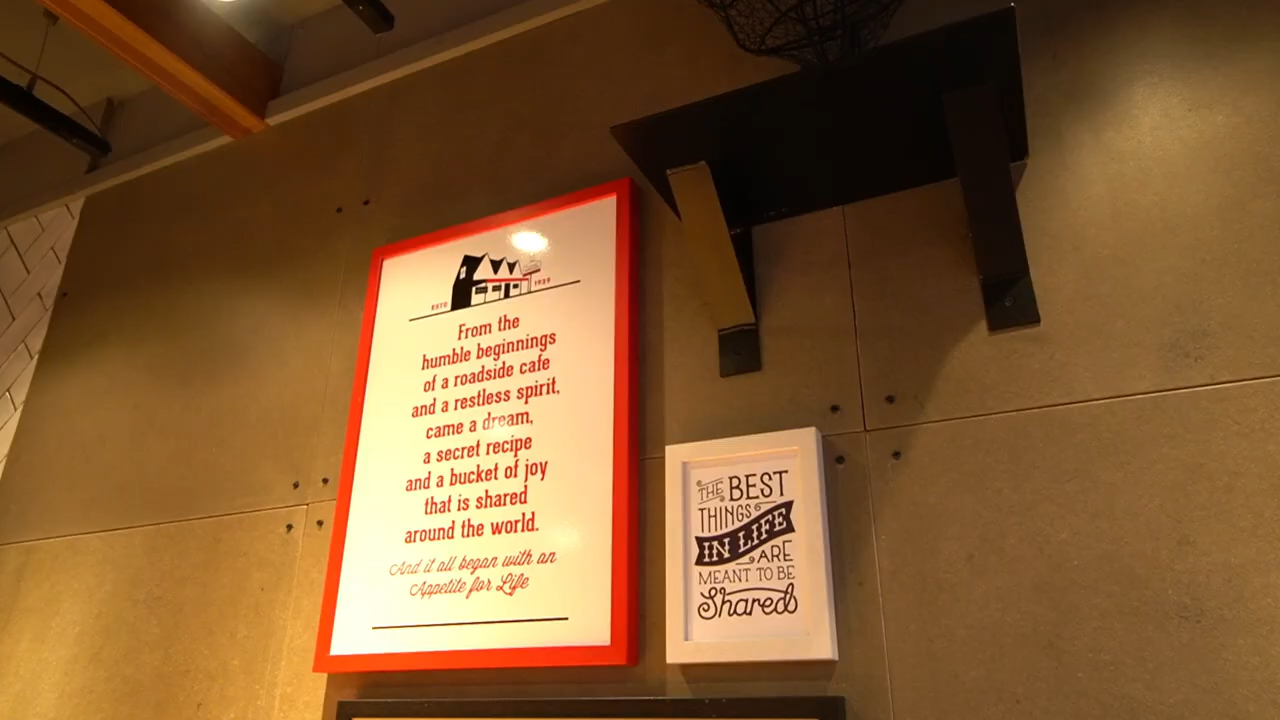 ESTD 1939
From the
humble beginnings
of a roadside cafe
and a restless spirit,
came a dream,
a secret recipe
and a bucket of joy
that is shared
around the world.
And it all began with an
Appetite for Life
THE BEST
THINGS
IN LIFE
ARE
MEANT TO BE
Shared